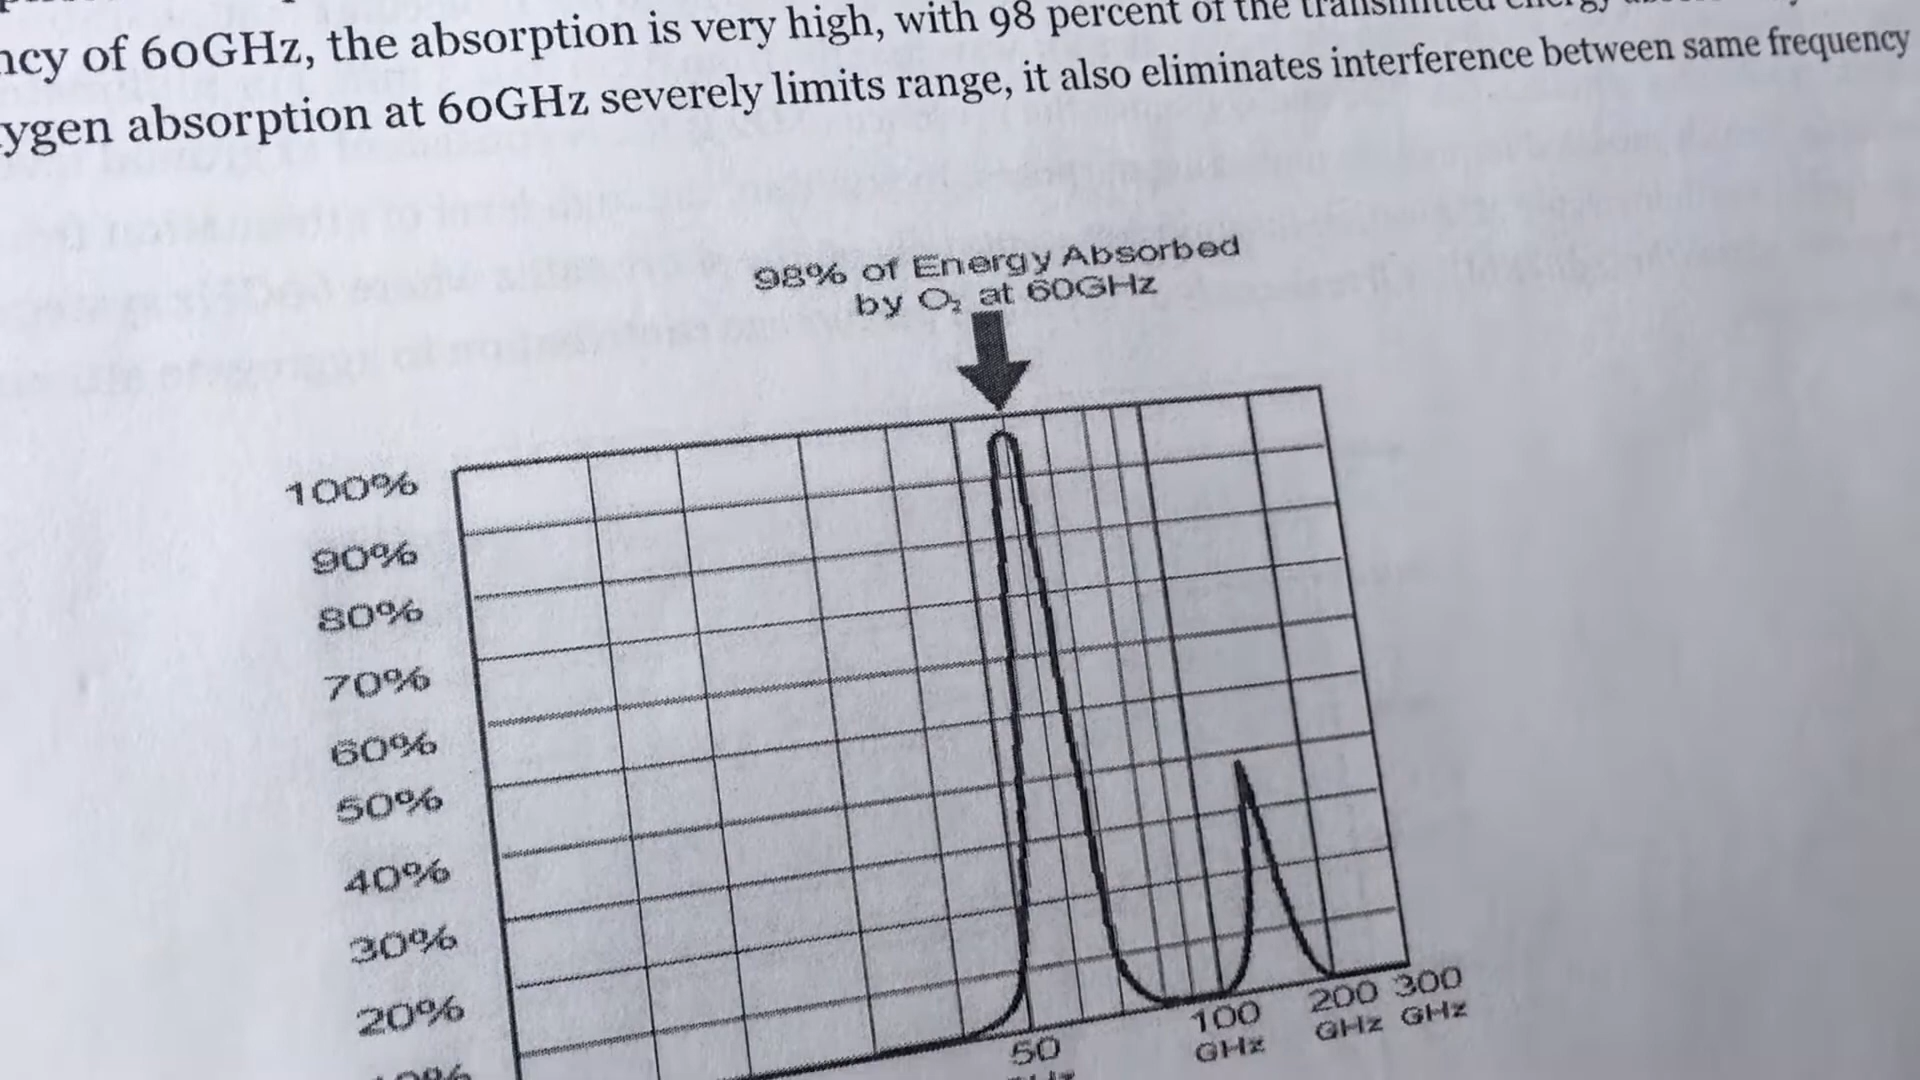 of 60GHz, the absorption is very high, with 98 percent of the transmitted energy
absorption at 60GHz severely limits range, it also eliminates interference between same frequency
98% of Energy Absorbed
by O₂ at 60GHz
100%
90%
80%
70%
60%
50%
40%
30%
20%
50
100
GHz
200
GHz
300
GHz